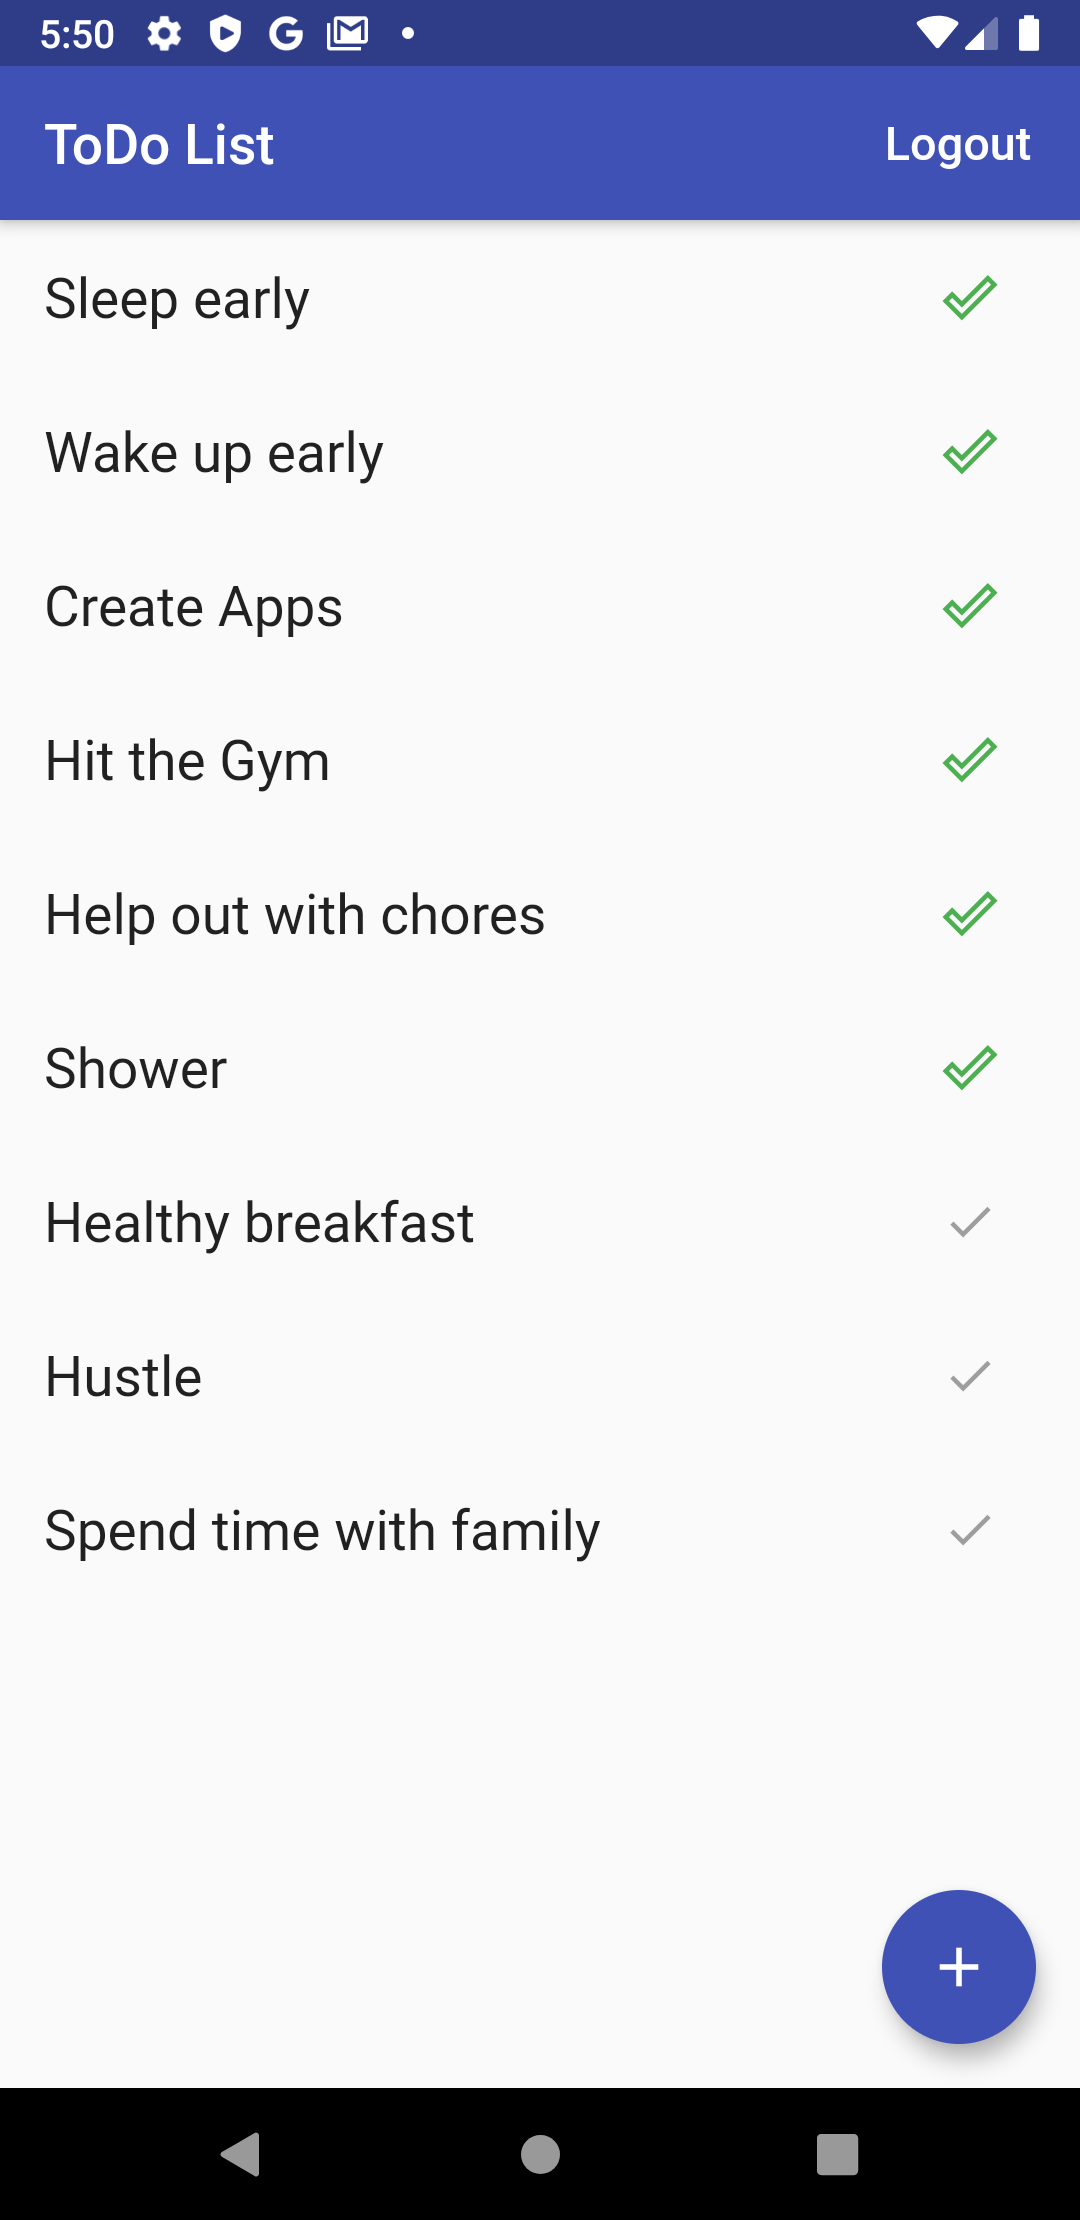 5:50
ToDo List Logout
Sleep early
Wake up early
Create Apps
Hit the Gym
Help out with chores
Shower
Healthy breakfast
Hustle
Spend time with family